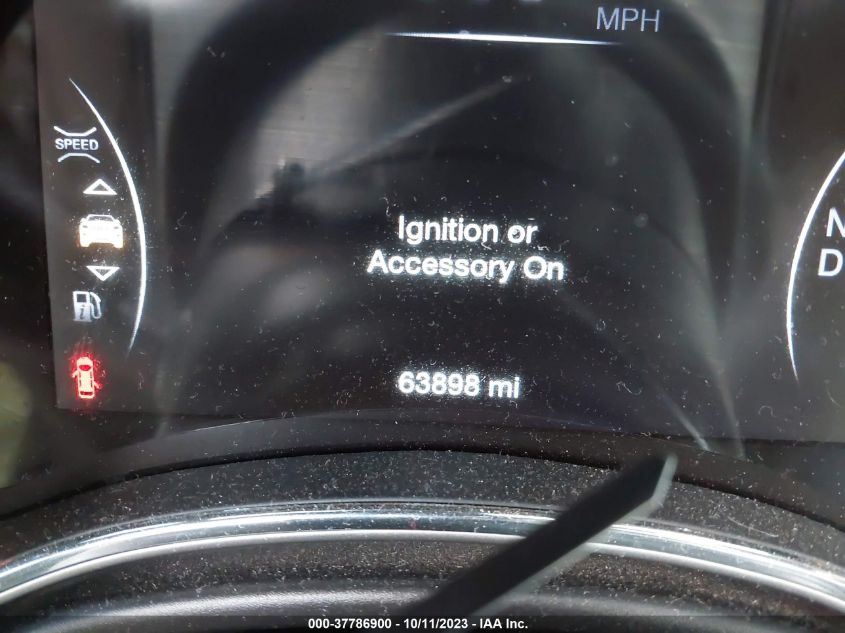 MPH
SPEED
Ignition or
Accessory On
63898 mi
N
D
000-37786900 - 10/11/2023 - IAA Inc.